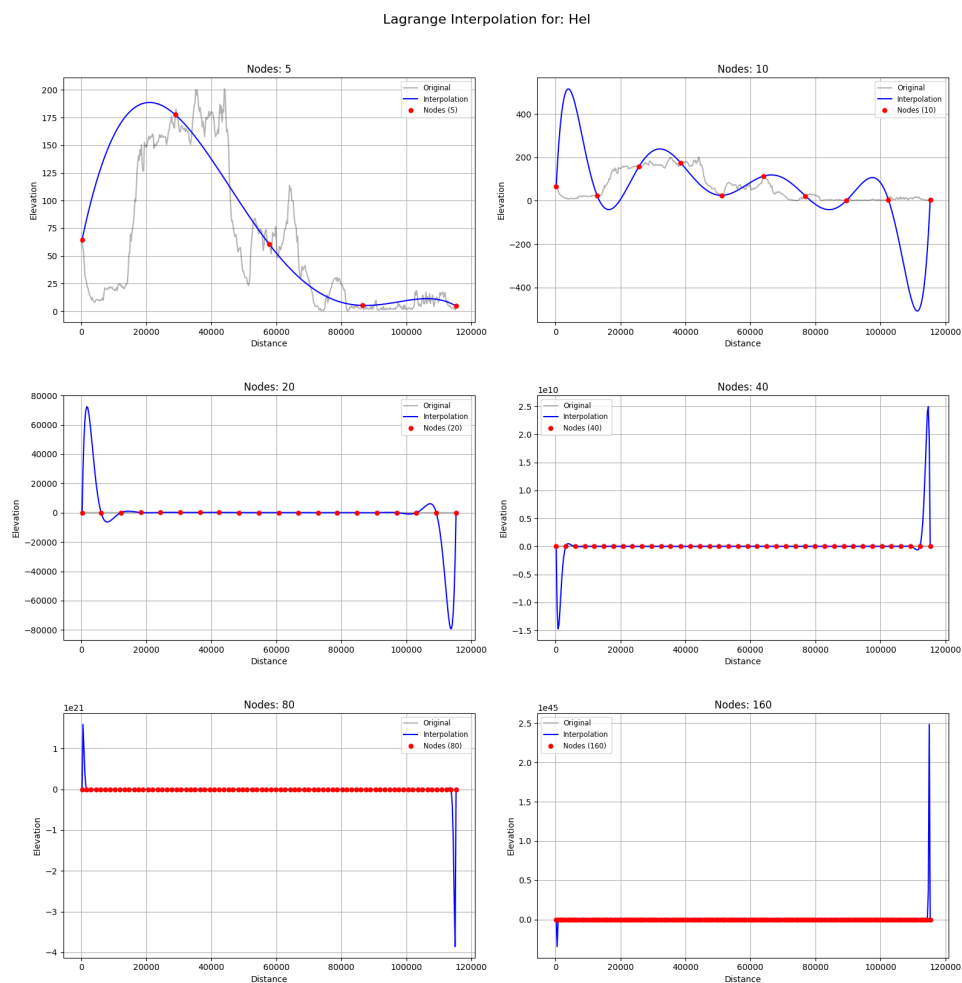 Lagrange Interpolation for: Hel
Nodes: 5
Elevation
200
175
150
125
100
75
50
25
0
Original
Interpolation
Nodes (5)
0 20000 40000 60000 80000 100000 120000
Distance
Nodes: 10
Elevation
400
200
0
−200
−400
Original
Interpolation
Nodes (10)
0 20000 40000 60000 80000 100000 120000
Distance
Nodes: 20
Elevation
80000
60000
40000
20000
0
−20000
−40000
−60000
−80000
Original
Interpolation
Nodes (20)
0 20000 40000 60000 80000 100000 120000
Distance
Nodes: 40
1e10
Elevation
2.5
2.0
1.5
1.0
0.5
0.0
−0.5
−1.0
−1.5
Original
Interpolation
Nodes (40)
0 20000 40000 60000 80000 100000 120000
Distance
Nodes: 80
1e21
Elevation
1
0
−1
−2
−3
−4
Original
Interpolation
Nodes (80)
0 20000 40000 60000 80000 100000 120000
Distance
Nodes: 160
1e45
Elevation
2.5
2.0
1.5
1.0
0.5
0.0
Original
Interpolation
Nodes (160)
0 20000 40000 60000 80000 100000 120000
Distance